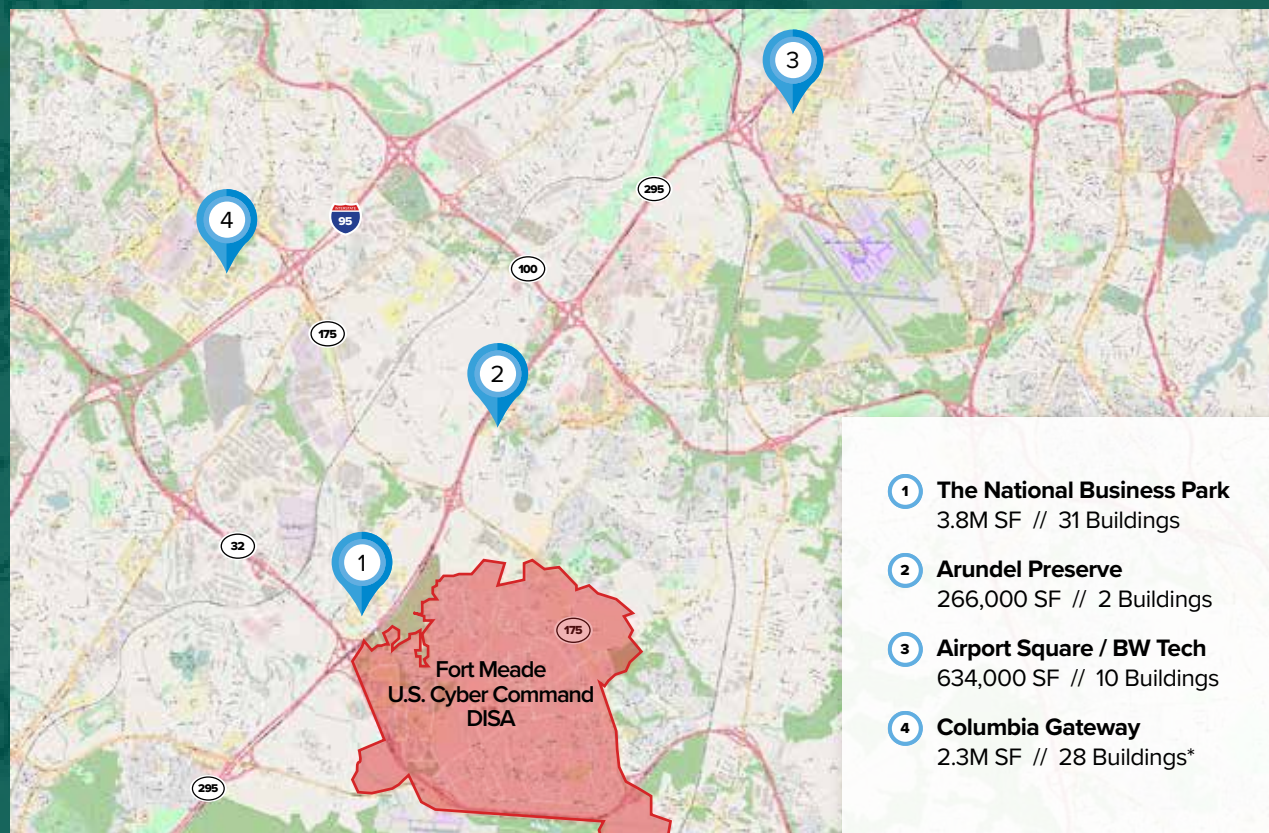 3
4
INTERSTATE
95
295
100
175
2
32
1
175
Fort Meade
U.S. Cyber Command
DISA
295
1 The National Business Park
3.8M SF // 31 Buildings
2 Arundel Preserve
266,000 SF // 2 Buildings
3 Airport Square / BW Tech
634,000 SF // 10 Buildings
4 Columbia Gateway
2.3M SF // 28 Buildings*